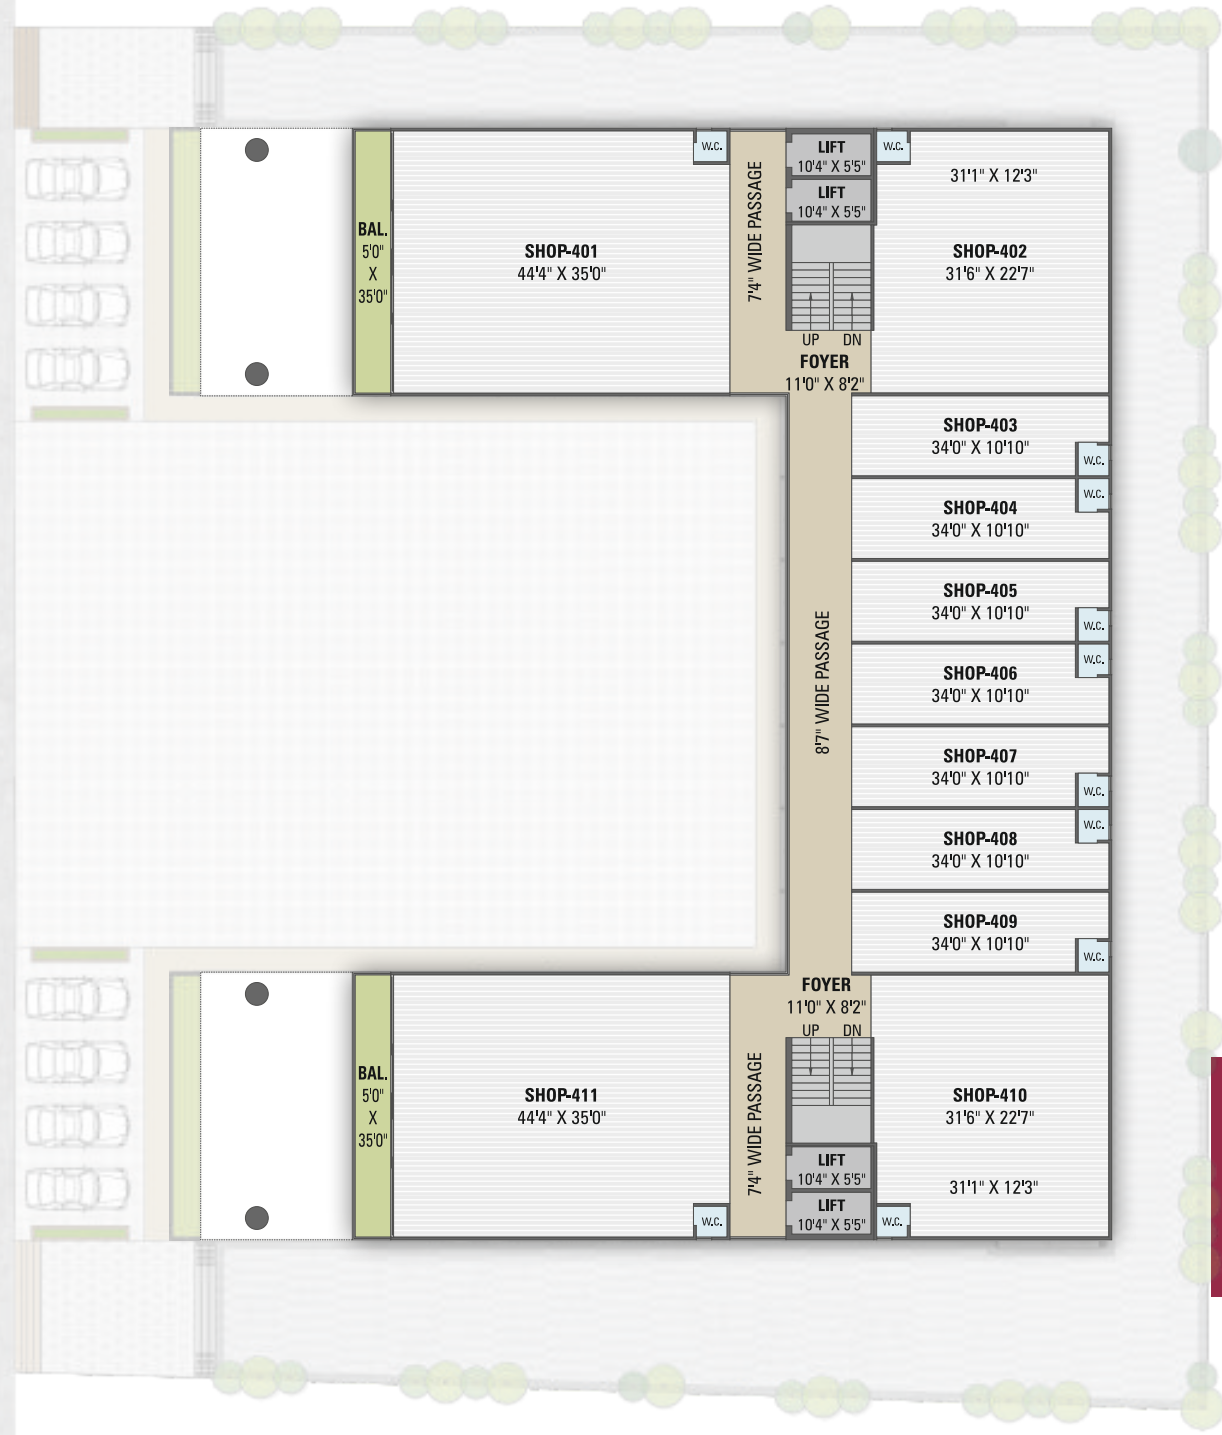 W.C.
LIFT
10'4" X 5'5"
W.C.
31'1" X 12'3"
LIFT
10'4" X 5'5"
7'4" WIDE PASSAGE
BAL.
5'0"
X
35'0"
SHOP-401
44'4" X 35'0"
SHOP-402
31'6" X 22'7"
UP DN
FOYER
11'0" X 8'2"
SHOP-403
34'0" X 10'10"
W.C.
SHOP-404
34'0" X 10'10"
W.C.
SHOP-405
34'0" X 10'10"
W.C.
8'7" WIDE PASSAGE
SHOP-406
34'0" X 10'10"
W.C.
SHOP-407
34'0" X 10'10"
W.C.
SHOP-408
34'0" X 10'10"
W.C.
SHOP-409
34'0" X 10'10"
W.C.
FOYER
11'0" X 8'2"
UP DN
BAL.
5'0"
X
35'0"
SHOP-411
44'4" X 35'0"
7'4" WIDE PASSAGE
SHOP-410
31'6" X 22'7"
LIFT
10'4" X 5'5"
31'1" X 12'3"
LIFT
10'4" X 5'5"
W.C.
W.C.